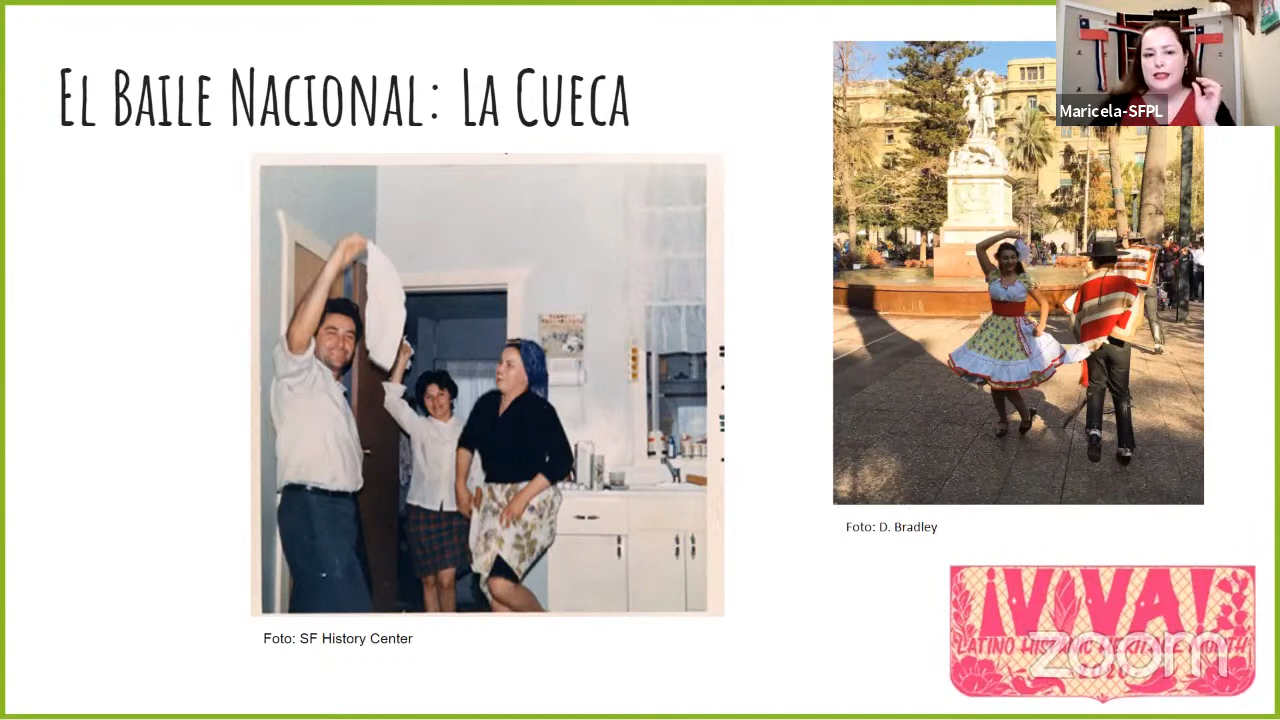 El Baile Nacional: La Cueca
Maricela-SFPL
Foto: D. Bradley
Foto: SF History Center
¡VIVA!
LATINO HISPANIC HERITAGE MONTH
2020
zoom